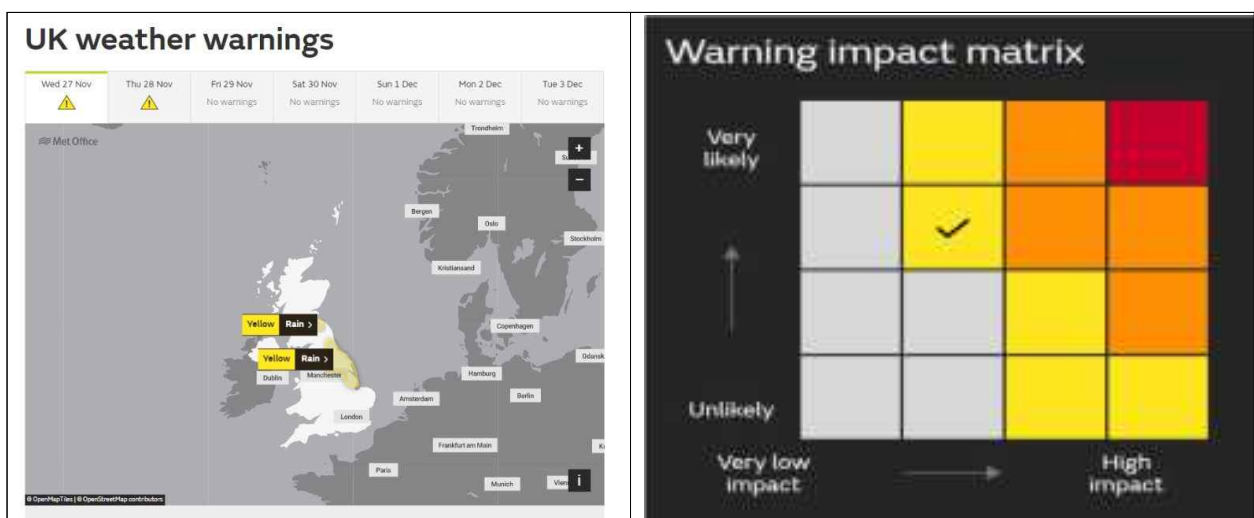 UK weather warnings
Wed 27 Nov
Thu 28 Nov
Fri 29 Nov
No warnings
Sat 30 Nov
No warnings
Sun 1 Dec
No warnings
Mon 2 Dec
No warnings
Tue 3 Dec
No warnings
Met Office
Trondheim
+
−
Bergen
Oslo
Stockholm
Kristiansand
Yellow Rain >
Copenhagen
Yellow Rain >
Dublin
Manchester
Hamburg
Amsterdam
Berlin
London
Frankfurt am Main
Paris
Munich
i
© OpenMapTiles | © OpenStreetMap contributors
Warning impact matrix
Very
likely
Unlikely
Very low
impact
High
impact